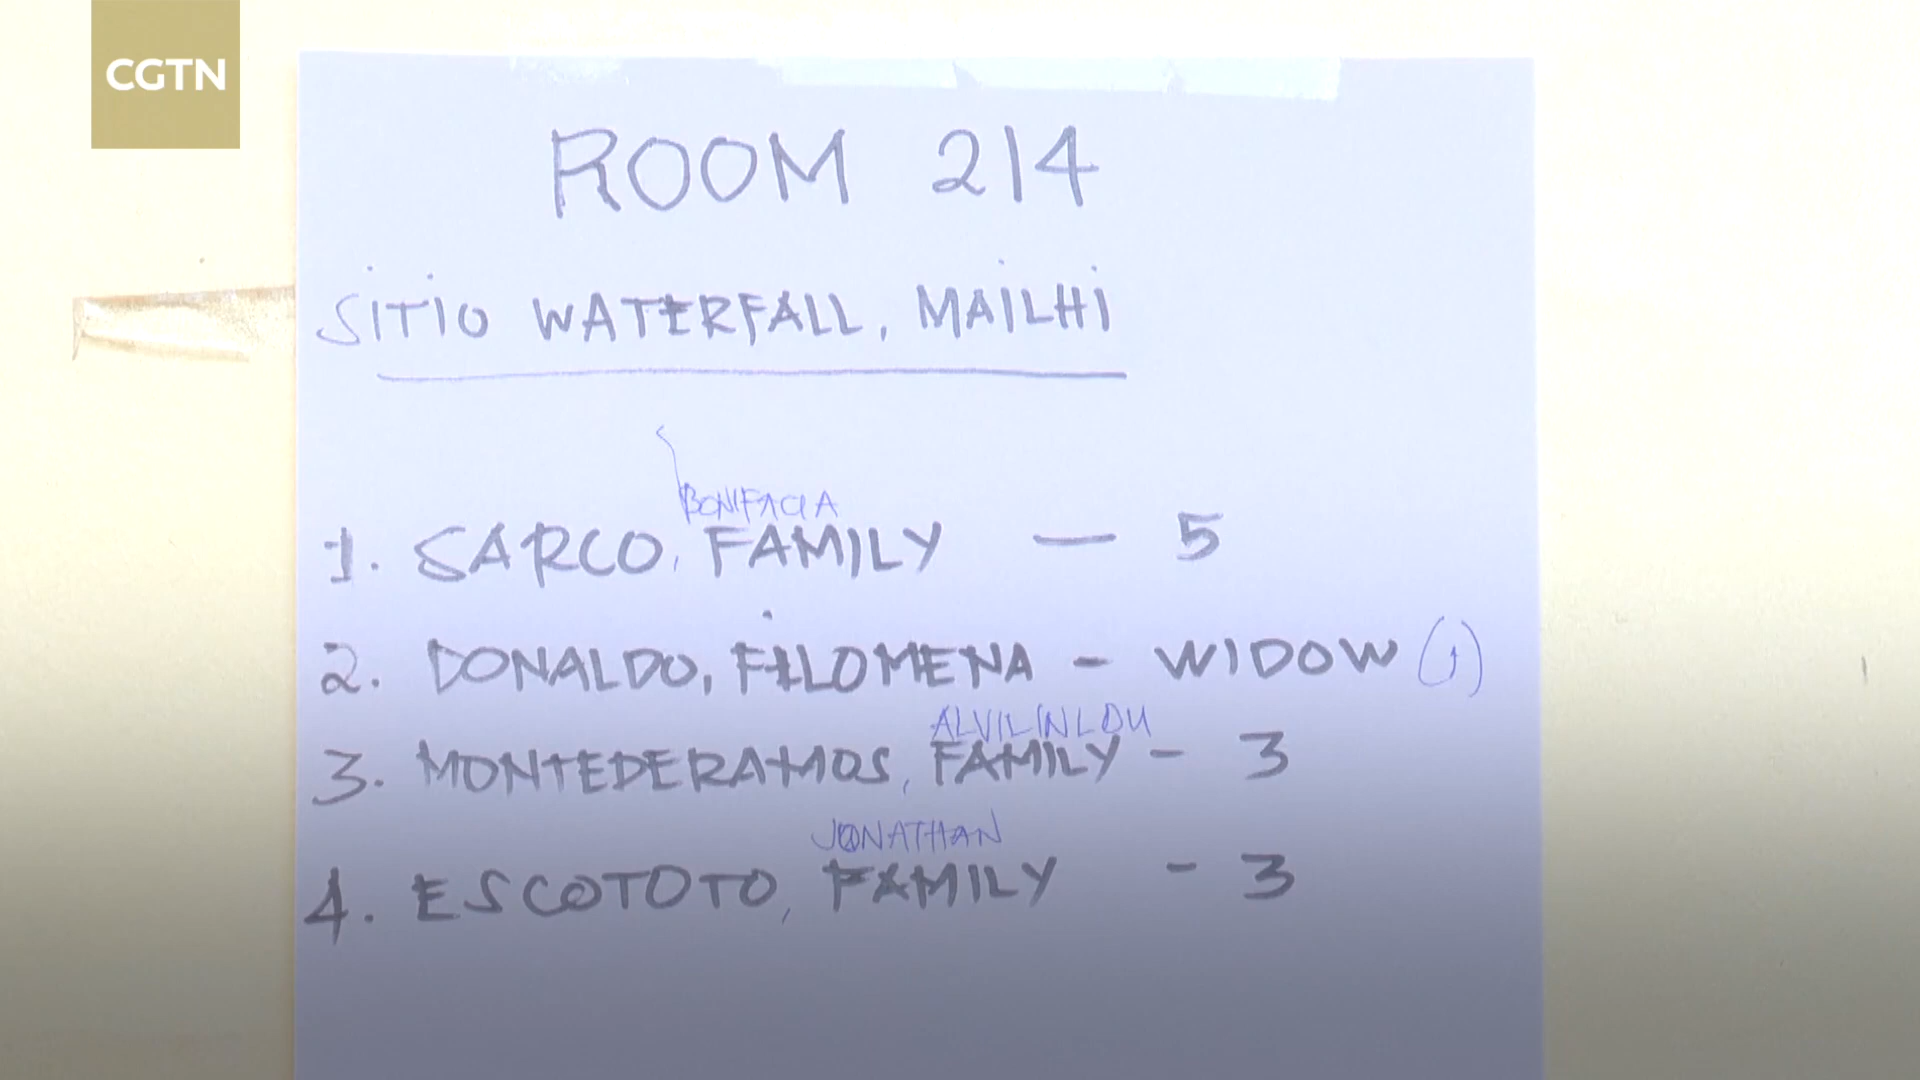 CGTN
ROOM 214
SITIO WATERFALL, MAILHI
BONIFACIA
1. SARCO, FAMILY — 5
2. DONALDO, FILOMENA - WIDOW (1)
ALVILINLOU
3. MONTEDERAMOS, FAMILY - 3
JONATHAN
4. ESCOTOTO, FAMILY - 3